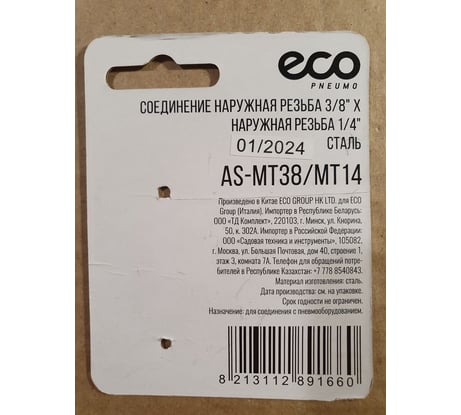 eco
PNEUMO
СОЕДИНЕНИЕ НАРУЖНАЯ РЕЗЬБА 3/8" X
НАРУЖНАЯ РЕЗЬБА 1/4"
01/2024 СТАЛЬ
AS-MT38/MT14
Произведено в Китае ECO GROUP HK LTD. для ECO
Group (Италия). Импортер в Республике Беларусь:
ООО «ТД Комплект», 220103, г. Минск, ул. Кнорина,
50, к. 302А. Импортер в Российской Федерации:
ООО «Садовая техника и инструменты», 105082,
г. Москва, ул. Большая Почтовая, дом 40, строение 1,
этаж 3, комната 7А. Телефон для обращений потре-
бителей в Республике Казахстан: +7 778 8540843.
Материал изготовления: сталь.
Дата производства: см. на упаковке.
Срок годности не ограничен.
Назначение: для соединения с пневмооборудованием.
8 213112 891660